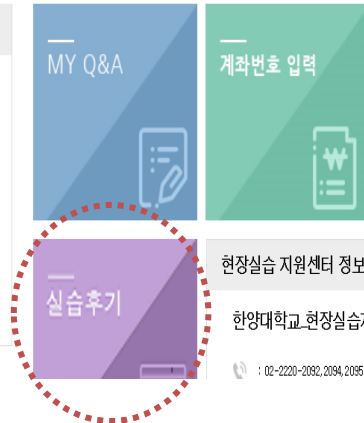 MY Q&A
계좌번호 입력
실습후기
현장실습 지원센터 정보
한양대학교_현장실습지
: 02-2220-2092, 2094, 2095